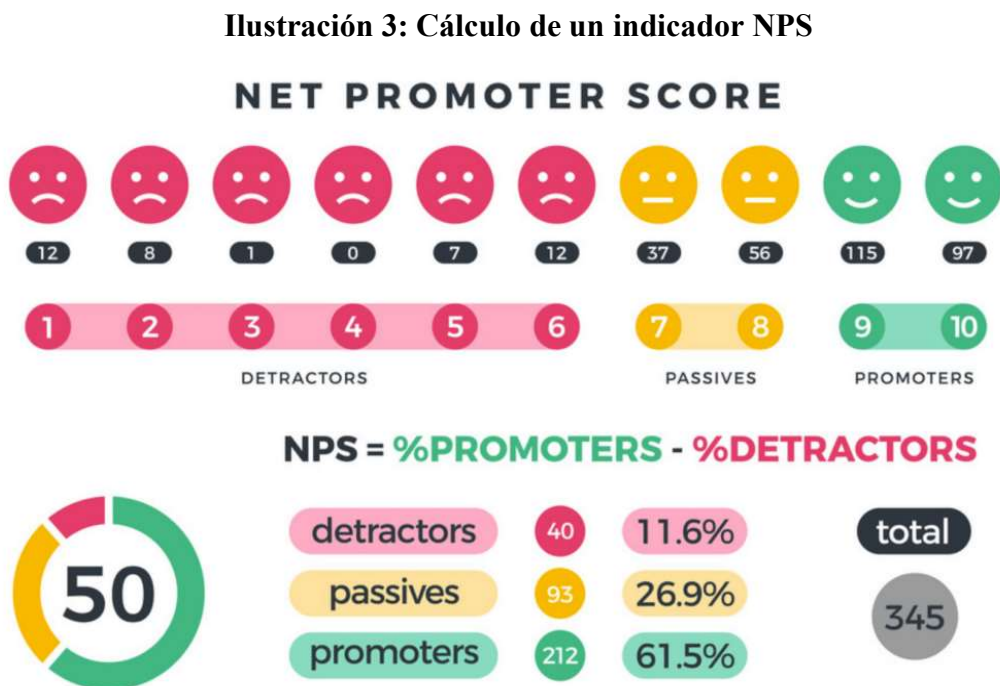 Ilustración 3: Cálculo de un indicador NPS
NET PROMOTER SCORE
12 8 1 0 7 12 37 56 115 97
1 2 3 4 5 6 7 8 9 10
DETRACTORS PASSIVES PROMOTERS
NPS = %PROMOTERS - %DETRACTORS
50
detractors 40 11.6%
passives 93 26.9%
promoters 212 61.5%
total
345